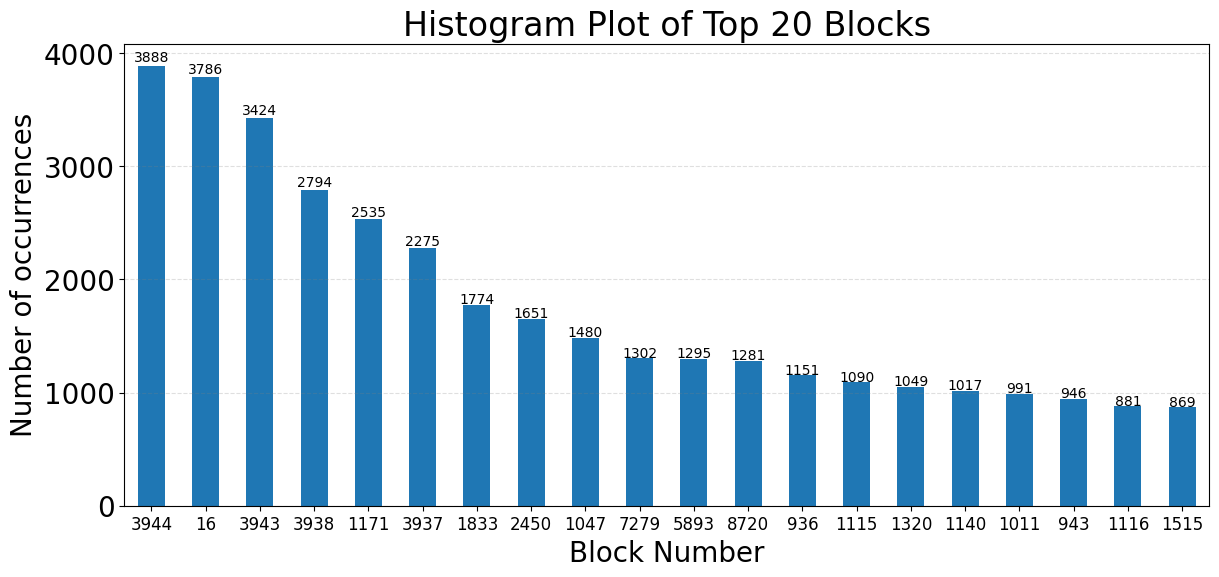 Histogram Plot of Top 20 Blocks
Number of occurrences
4000
3000
2000
1000
0
3888 3786 3424 2794 2535 2275 1774 1651 1480 1302 1295 1281 1151 1090 1049 1017 991 946 881 869
3944 16 3943 3938 1171 3937 1833 2450 1047 7279 5893 8720 936 1115 1320 1140 1011 943 1116 1515
Block Number